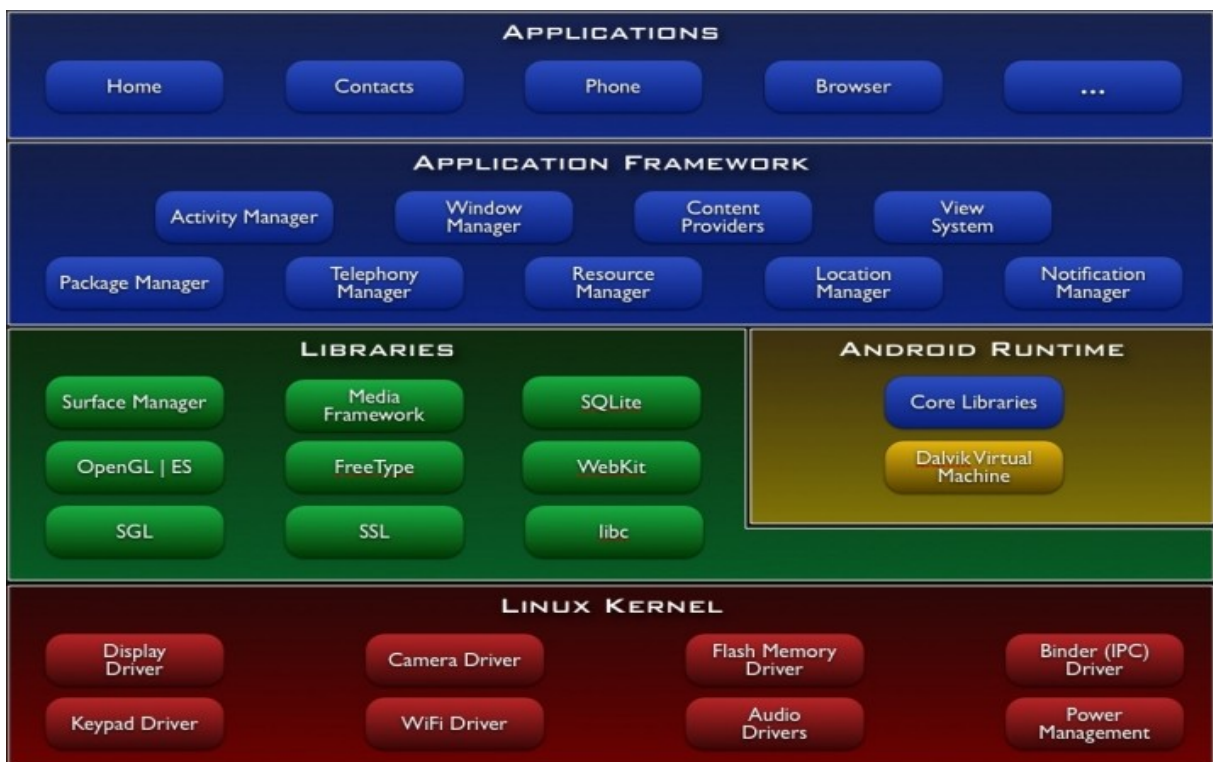 APPLICATIONS
Home
Contacts
Phone
Browser
...
APPLICATION FRAMEWORK
Activity Manager
Window
Manager
Content
Providers
View
System
Package Manager
Telephony
Manager
Resource
Manager
Location
Manager
Notification
Manager
LIBRARIES
Surface Manager
Media
Framework
SQLite
OpenGL | ES
FreeType
WebKit
SGL
SSL
libc
ANDROID RUNTIME
Core Libraries
Dalvik Virtual
Machine
LINUX KERNEL
Display
Driver
Camera Driver
Flash Memory
Driver
Binder (IPC)
Driver
Keypad Driver
WiFi Driver
Audio
Drivers
Power
Management